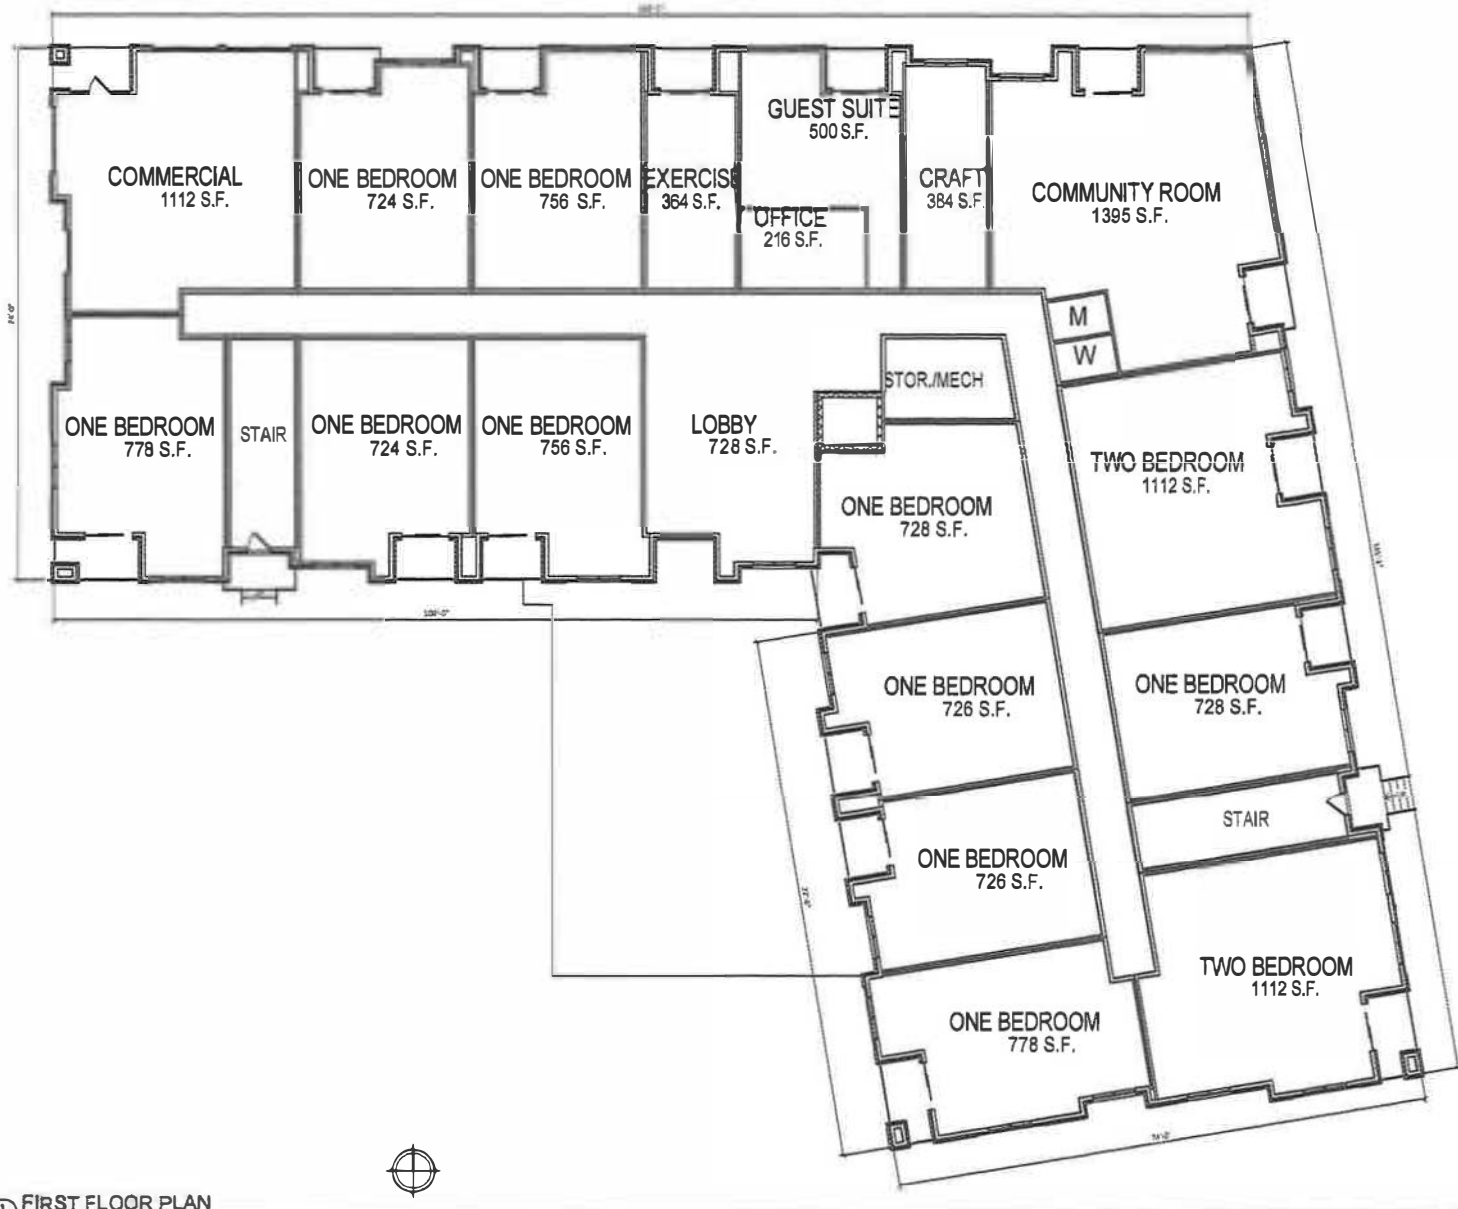 COMMERCIAL
1112 S.F.
ONE BEDROOM
724 S.F.
ONE BEDROOM
756 S.F.
EXERCISE
364 S.F.
GUEST SUITE
500 S.F.
OFFICE
216 S.F.
CRAFT
384 S.F.
COMMUNITY ROOM
1395 S.F.
M
W
ONE BEDROOM
778 S.F.
STAIR
ONE BEDROOM
724 S.F.
ONE BEDROOM
756 S.F.
LOBBY
728 S.F.
STOR./MECH
ONE BEDROOM
728 S.F.
TWO BEDROOM
1112 S.F.
ONE BEDROOM
726 S.F.
ONE BEDROOM
728 S.F.
ONE BEDROOM
726 S.F.
STAIR
TWO BEDROOM
1112 S.F.
ONE BEDROOM
778 S.F.
FIRST FLOOR PLAN